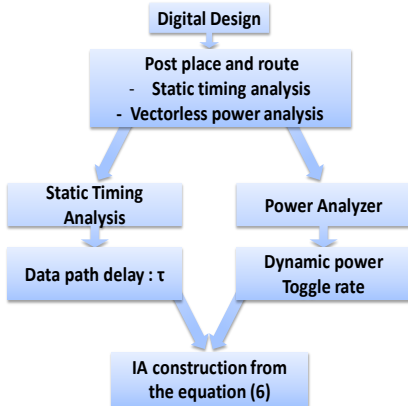 Digital Design
Post place and route
- Static timing analysis
- Vectorless power analysis
Static Timing
Analysis
Power Analyzer
Data path delay : τ
Dynamic power
Toggle rate
IA construction from
the equation (6)